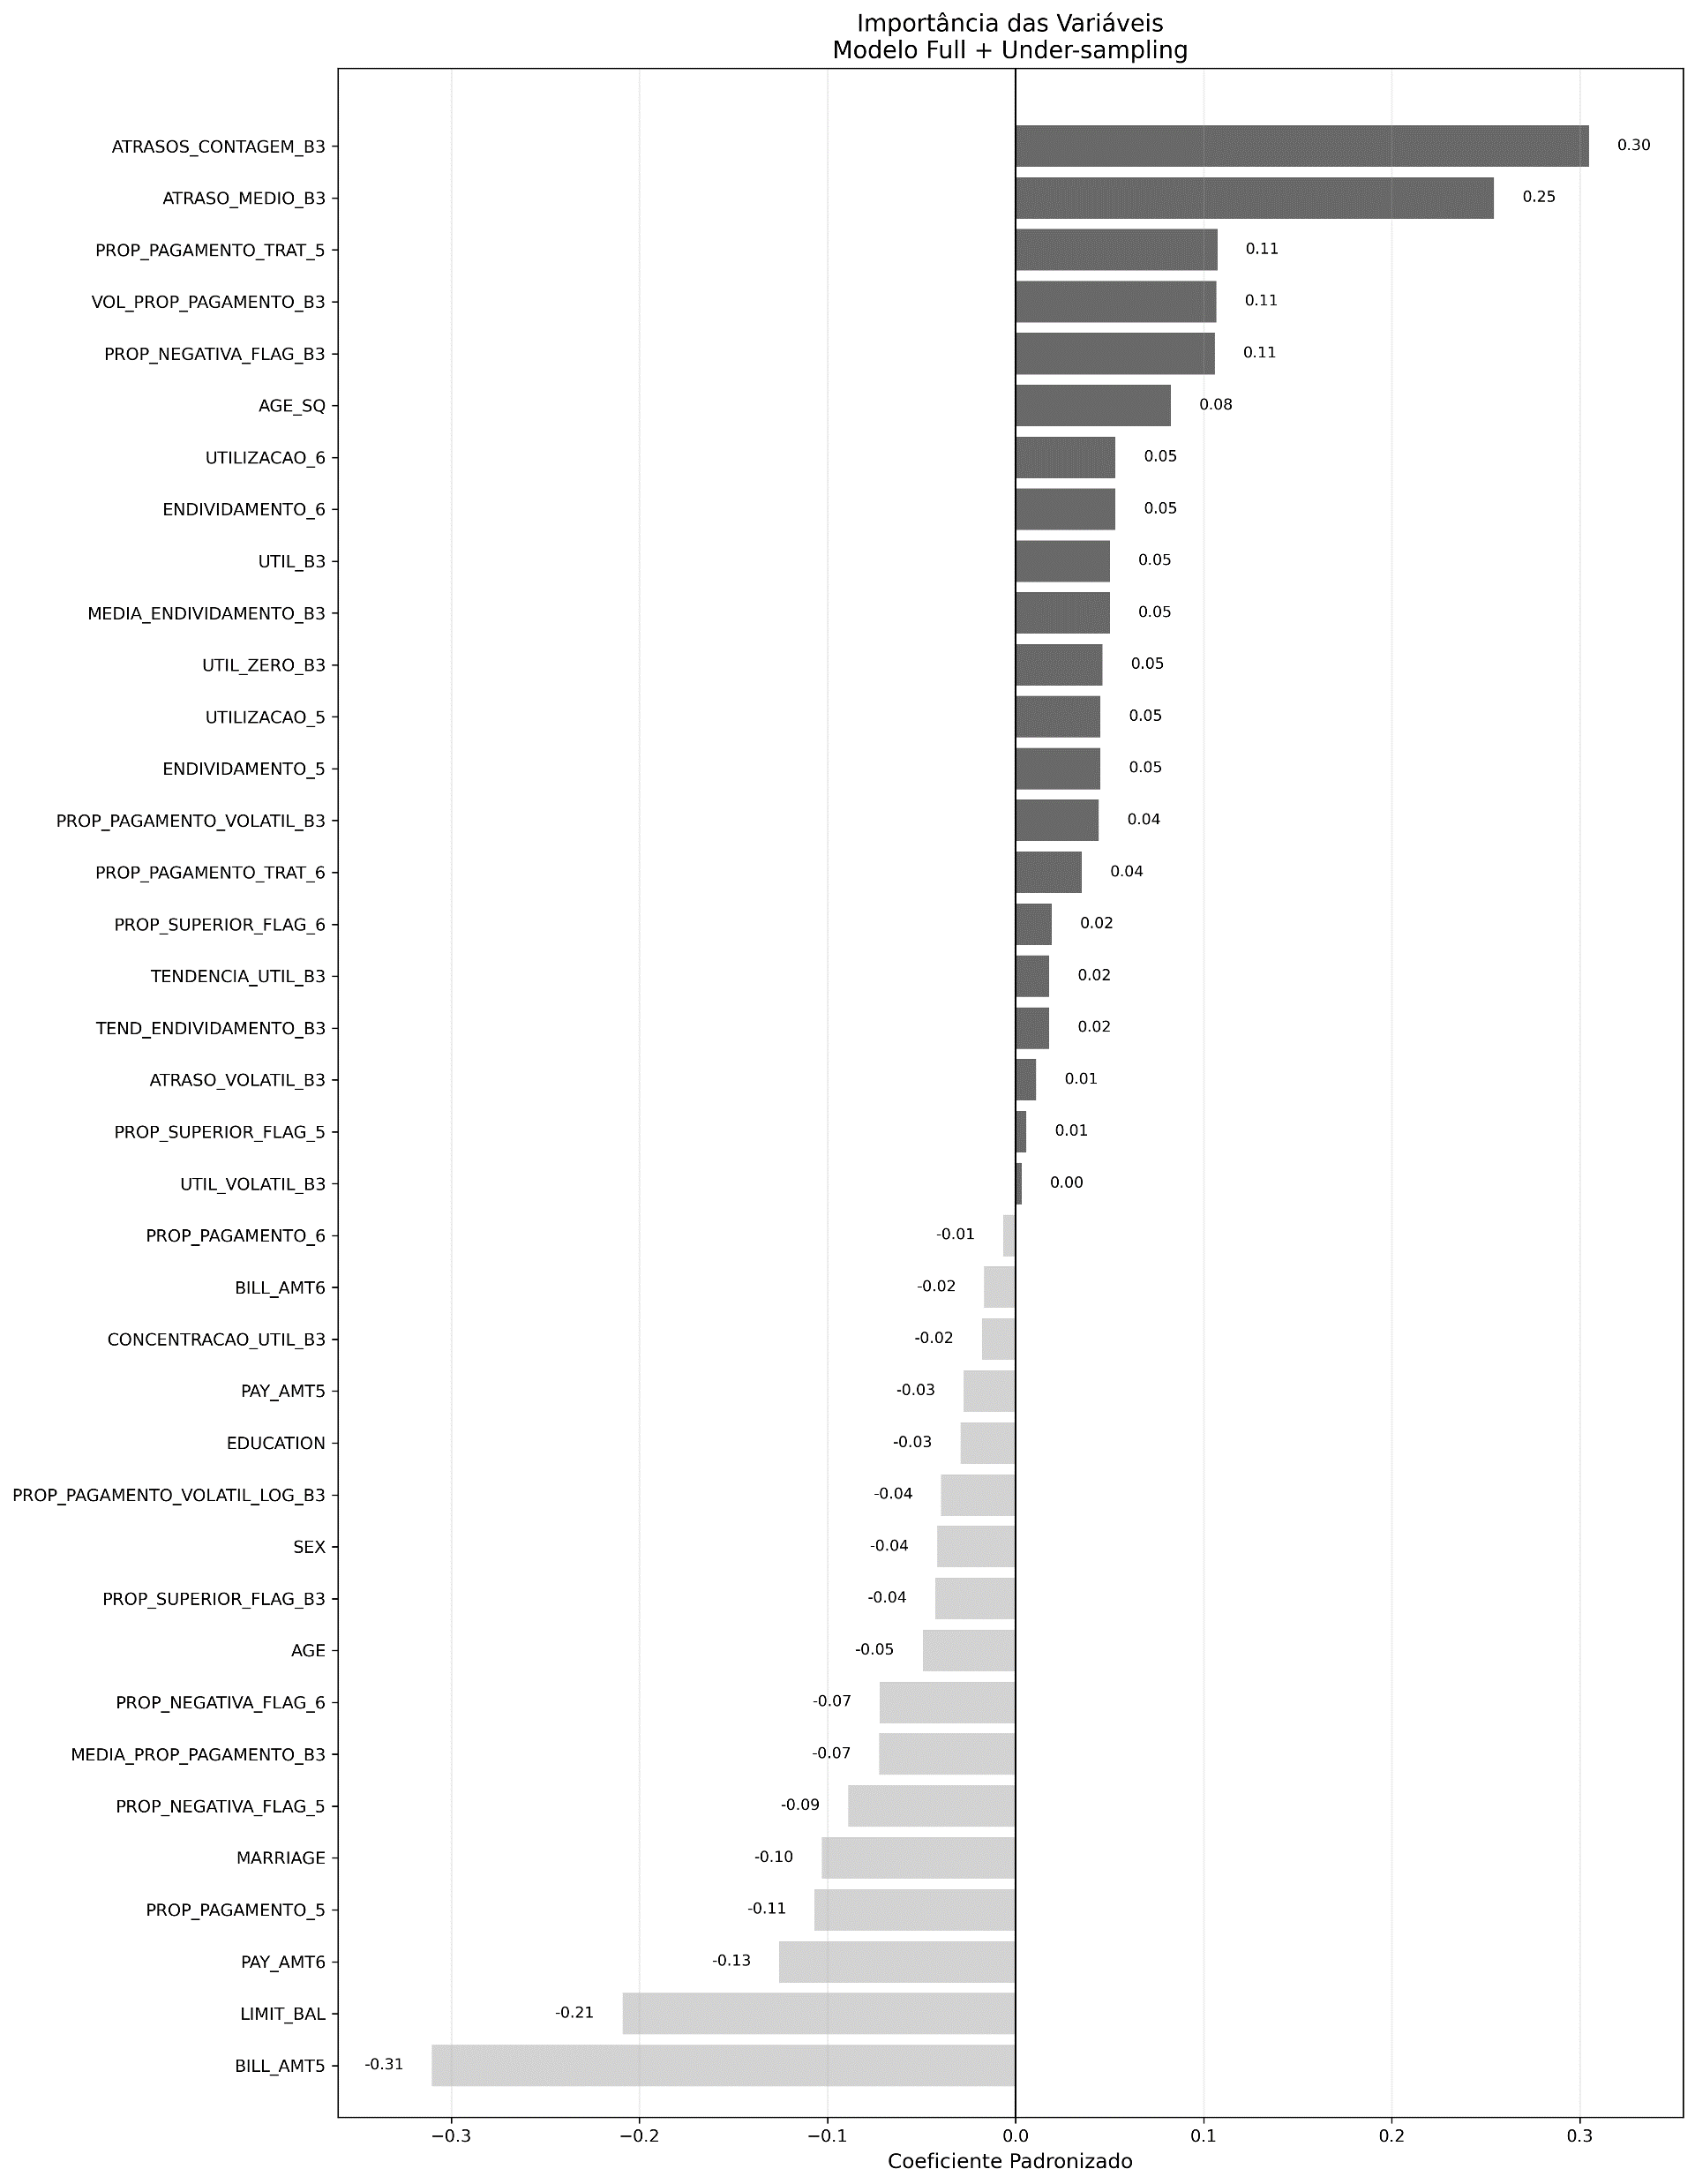 Importância das Variáveis
Modelo Full + Under-sampling
ATRASOS_CONTAGEM_B3 0.30
ATRASO_MEDIO_B3 0.25
PROP_PAGAMENTO_TRAT_5 0.11
VOL_PROP_PAGAMENTO_B3 0.11
PROP_NEGATIVA_FLAG_B3 0.11
AGE_SQ 0.08
UTILIZACAO_6 0.05
ENDIVIDAMENTO_6 0.05
UTIL_B3 0.05
MEDIA_ENDIVIDAMENTO_B3 0.05
UTIL_ZERO_B3 0.05
UTILIZACAO_5 0.05
ENDIVIDAMENTO_5 0.05
PROP_PAGAMENTO_VOLATIL_B3 0.04
PROP_PAGAMENTO_TRAT_6 0.04
PROP_SUPERIOR_FLAG_6 0.02
TENDENCIA_UTIL_B3 0.02
TEND_ENDIVIDAMENTO_B3 0.02
ATRASO_VOLATIL_B3 0.01
PROP_SUPERIOR_FLAG_5 0.01
UTIL_VOLATIL_B3 0.00
PROP_PAGAMENTO_6 -0.01
BILL_AMT6 -0.02
CONCENTRACAO_UTIL_B3 -0.02
PAY_AMT5 -0.03
EDUCATION -0.03
PROP_PAGAMENTO_VOLATIL_LOG_B3 -0.04
SEX -0.04
PROP_SUPERIOR_FLAG_B3 -0.04
AGE -0.05
PROP_NEGATIVA_FLAG_6 -0.07
MEDIA_PROP_PAGAMENTO_B3 -0.07
PROP_NEGATIVA_FLAG_5 -0.09
MARRIAGE -0.10
PROP_PAGAMENTO_5 -0.11
PAY_AMT6 -0.13
LIMIT_BAL -0.21
BILL_AMT5 -0.31
−0.3 −0.2 −0.1 0.0 0.1 0.2 0.3
Coeficiente Padronizado